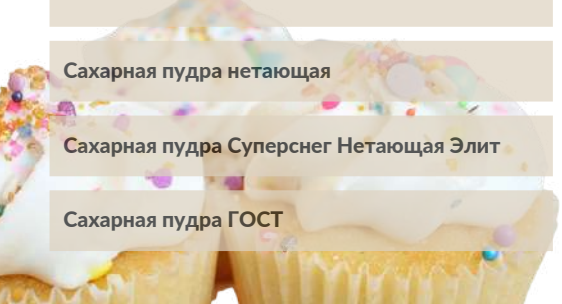 Сахарная пудра нетающая
Сахарная пудра Суперснег Нетающая Элит
Сахарная пудра ГОСТ